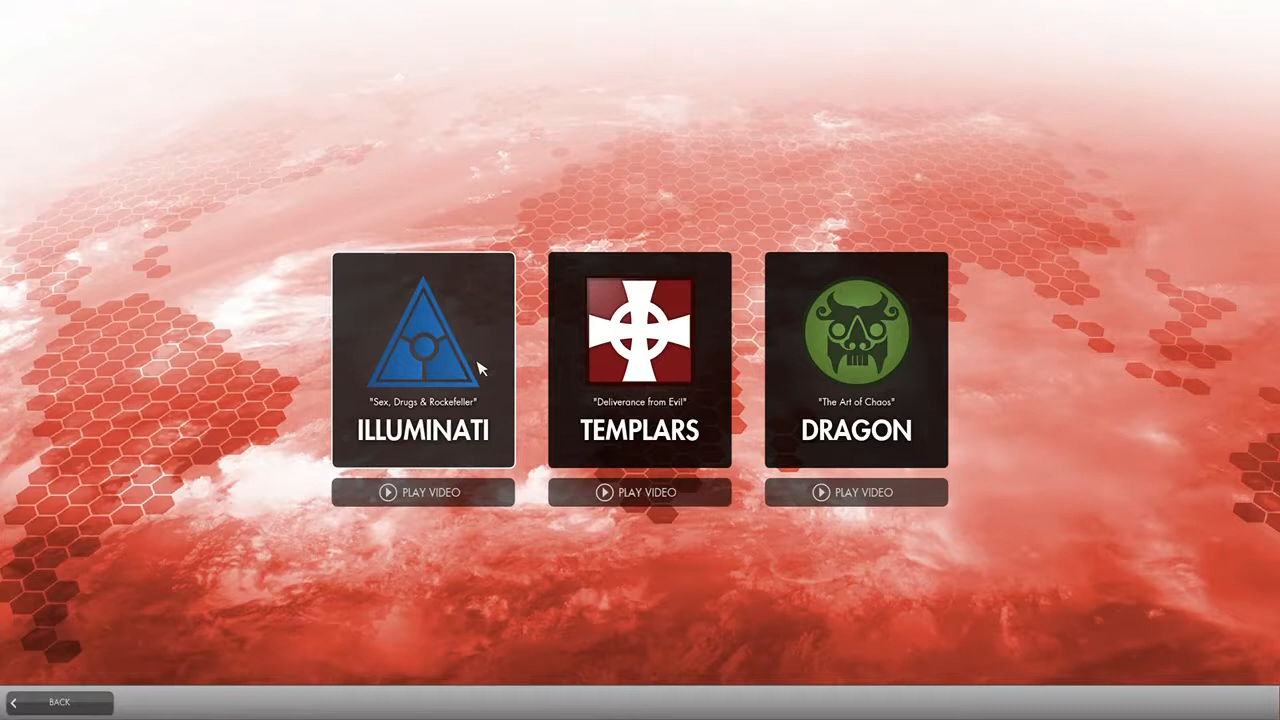 "Sex, Drugs & Rockefeller"
ILLUMINATI
PLAY VIDEO
"Deliverance from Evil"
TEMPLARS
PLAY VIDEO
"The Art of Chaos"
DRAGON
PLAY VIDEO
BACK